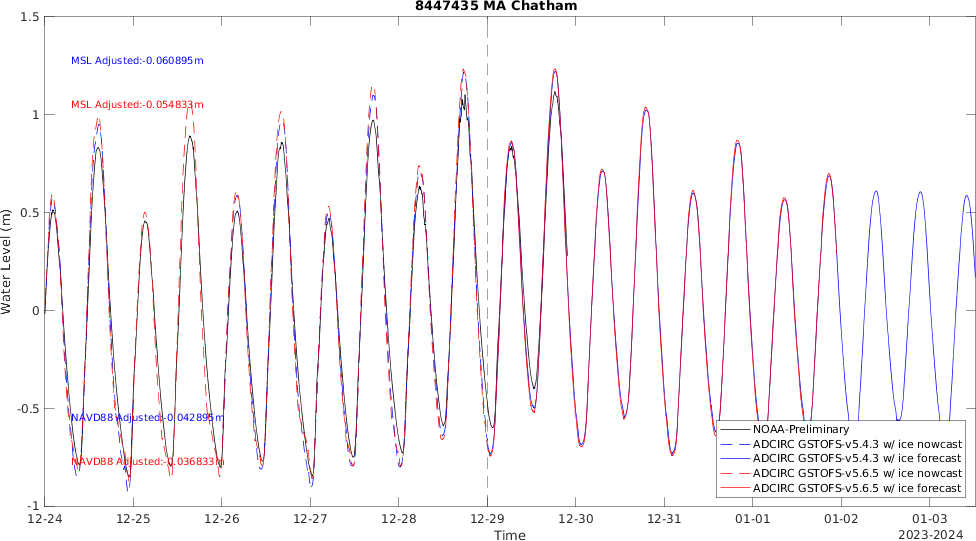 8447435 MA Chatham
1.5
1
0.5
0
-0.5
-1
Water Level (m)
MSL Adjusted:-0.060895m
MSL Adjusted:-0.054833m
NAVD88 Adjusted:-0.042895m
NAVD88 Adjusted:-0.036833m
NOAA-Preliminary
ADCIRC GSTOFS-v5.4.3 w/ ice nowcast
ADCIRC GSTOFS-v5.4.3 w/ ice forecast
ADCIRC GSTOFS-v5.6.5 w/ ice nowcast
ADCIRC GSTOFS-v5.6.5 w/ ice forecast
12-24 12-25 12-26 12-27 12-28 12-29 12-30 12-31 01-01 01-02 01-03
Time
2023-2024